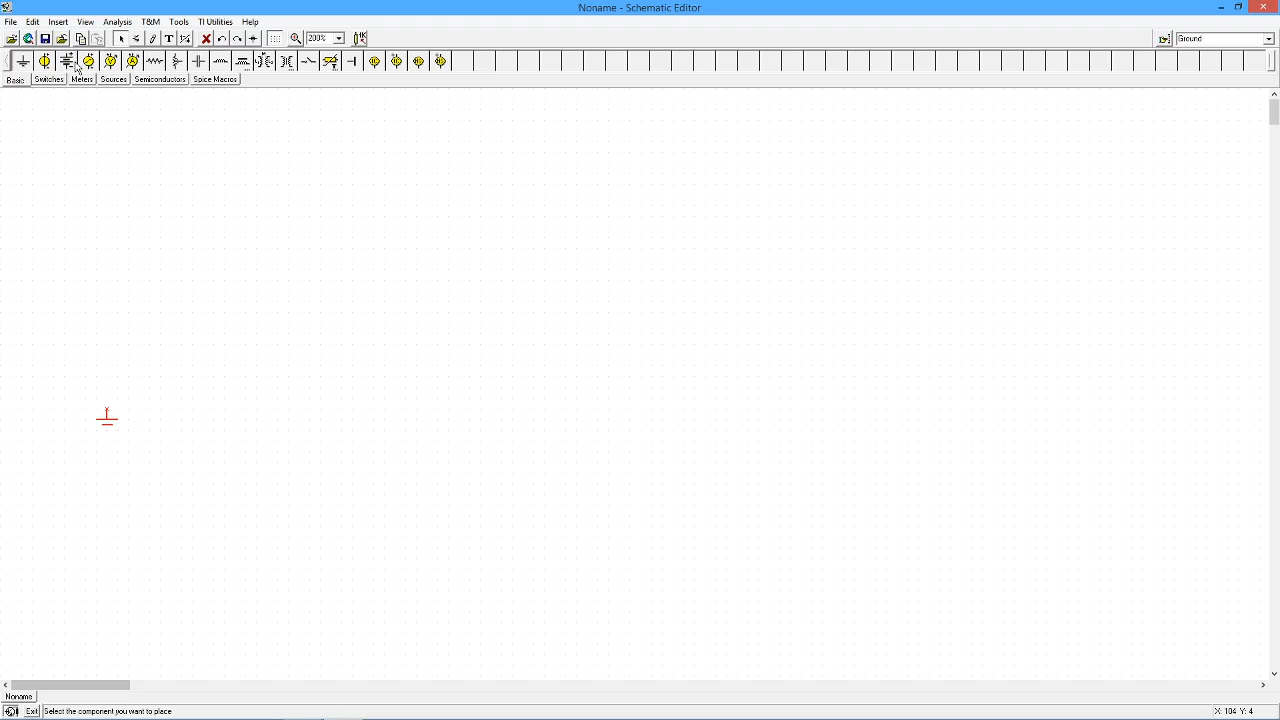 Noname - Schematic Editor
File Edit Insert View Analysis T&M Tools TI Utilities Help
200% Ground
Basic Switches Meters Sources Semiconductors Spice Macros
Noname
Exit Select the component you want to place X: 104 Y: 4